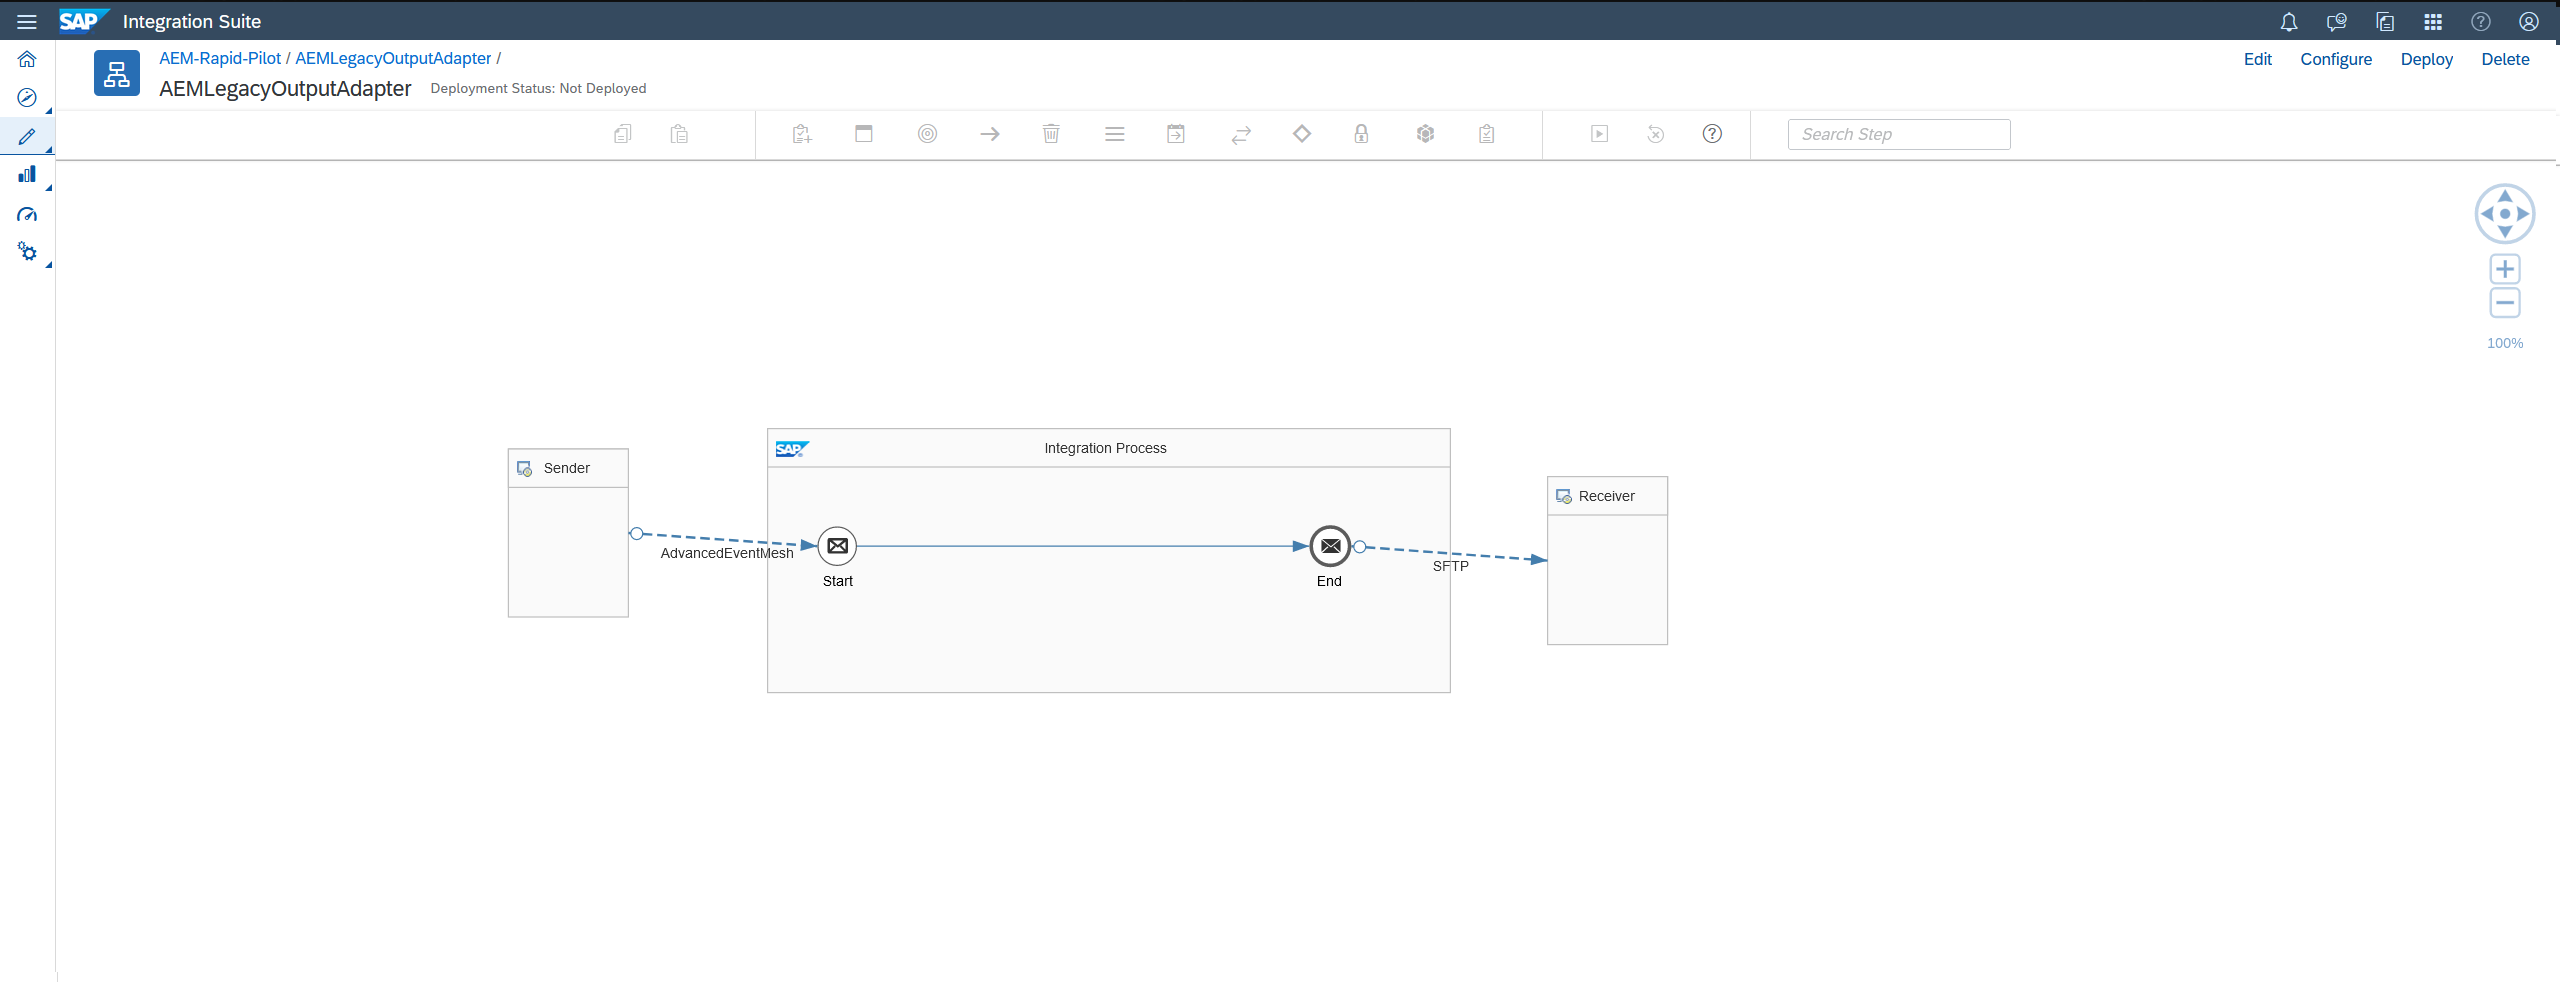 SAP Integration Suite
AEM-Rapid-Pilot / AEMLegacyOutputAdapter /
AEMLegacyOutputAdapter Deployment Status: Not Deployed
Edit Configure Deploy Delete
Search Step
100%
SAP Integration Process
Sender
Receiver
AdvancedEventMesh
SFTP
Start
End